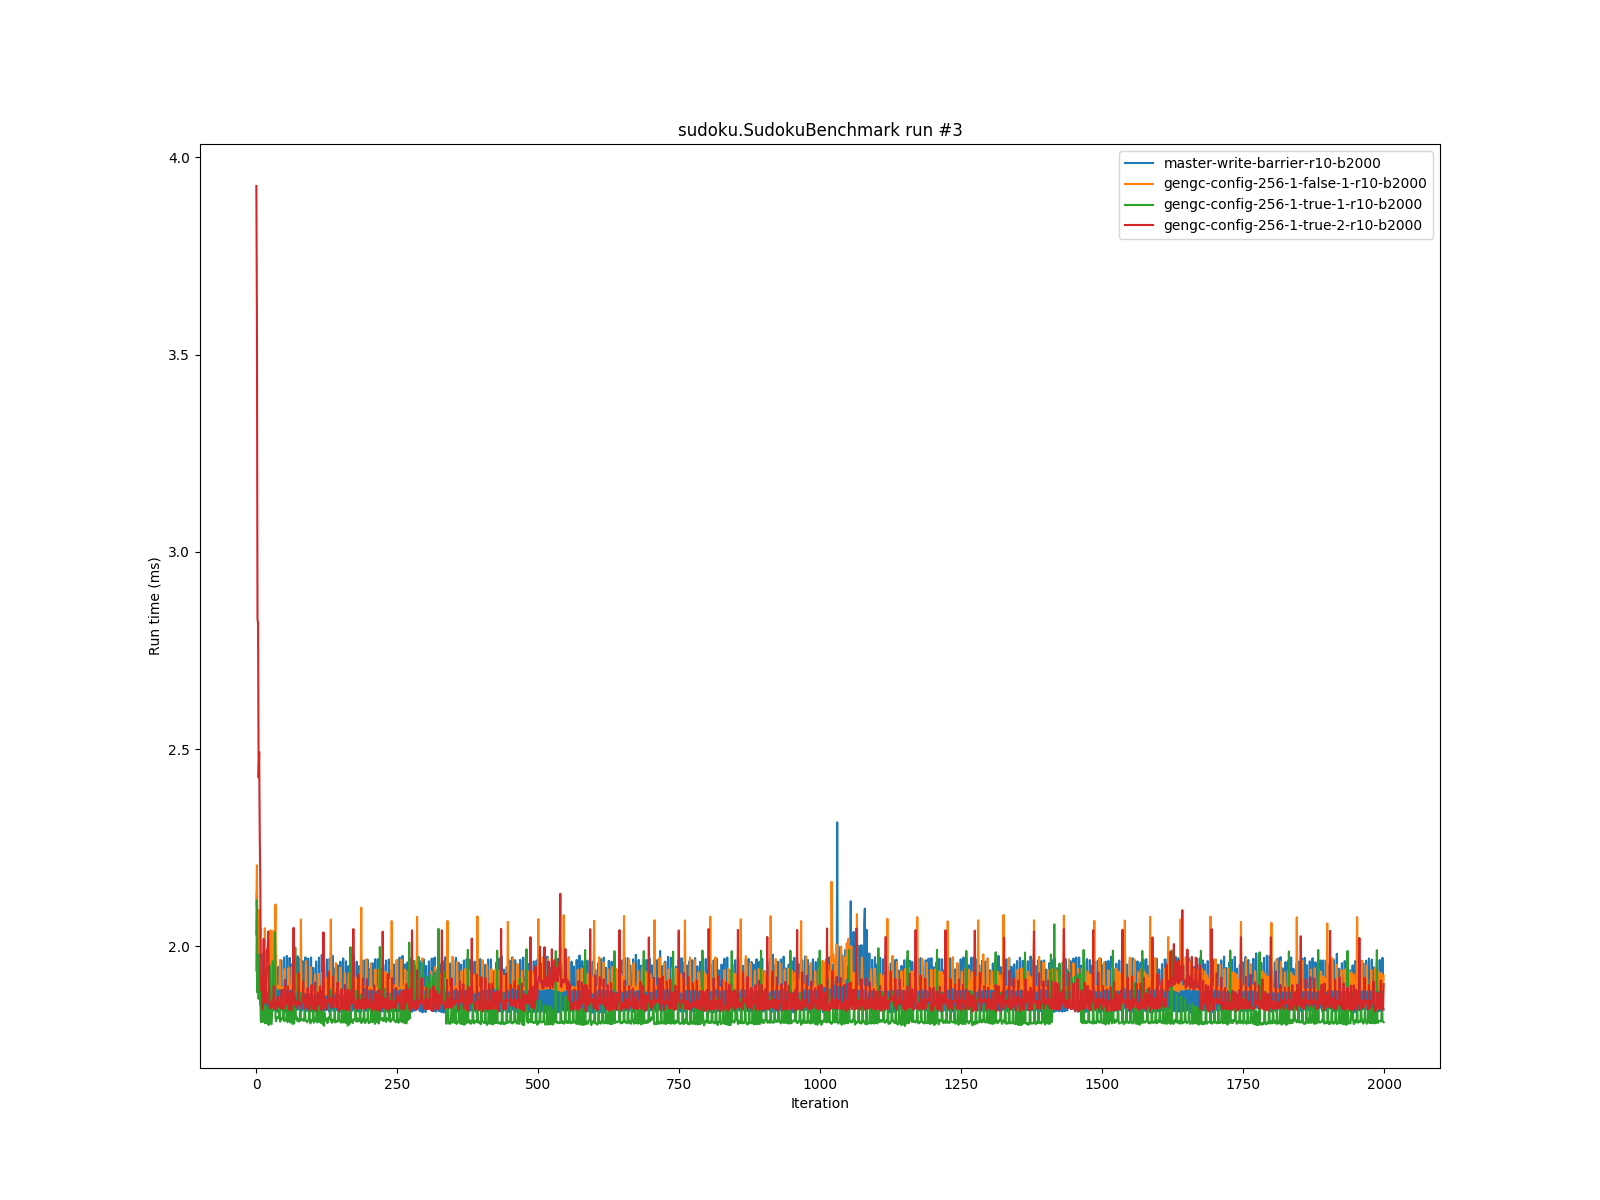 sudoku.SudokuBenchmark run #3
master-write-barrier-r10-b2000
gengc-config-256-1-false-1-r10-b2000
gengc-config-256-1-true-1-r10-b2000
gengc-config-256-1-true-2-r10-b2000
4.0
3.5
3.0
2.5
2.0
Run time (ms)
0
250
500
750
1000
1250
1500
1750
2000
Iteration